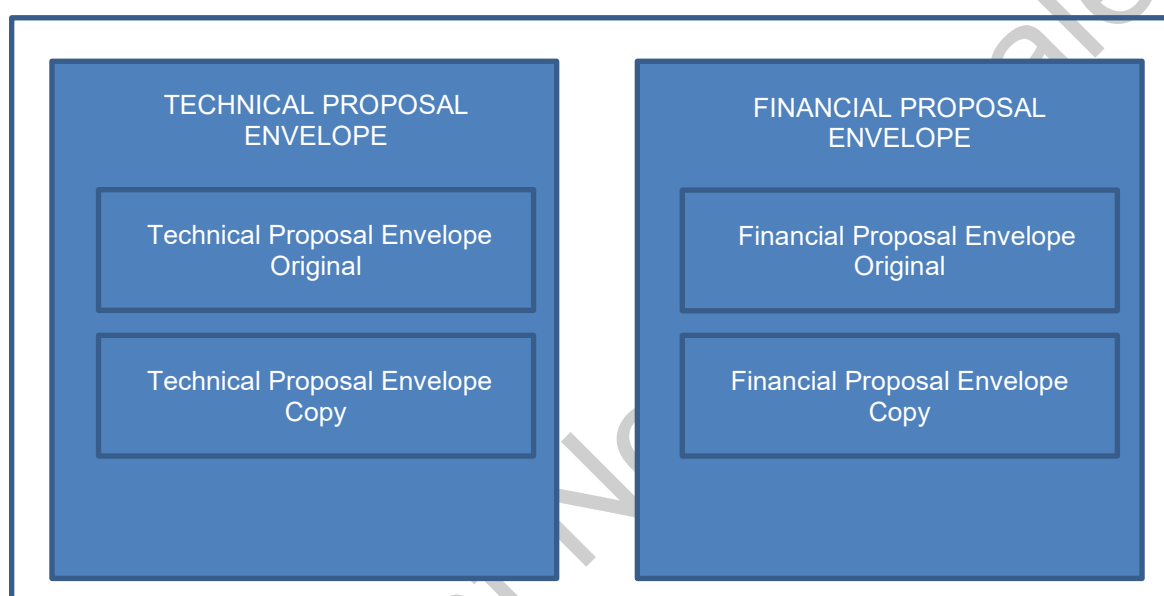 TECHNICAL PROPOSAL
ENVELOPE
Technical Proposal Envelope
Original
Technical Proposal Envelope
Copy
FINANCIAL PROPOSAL
ENVELOPE
Financial Proposal Envelope
Original
Financial Proposal Envelope
Copy